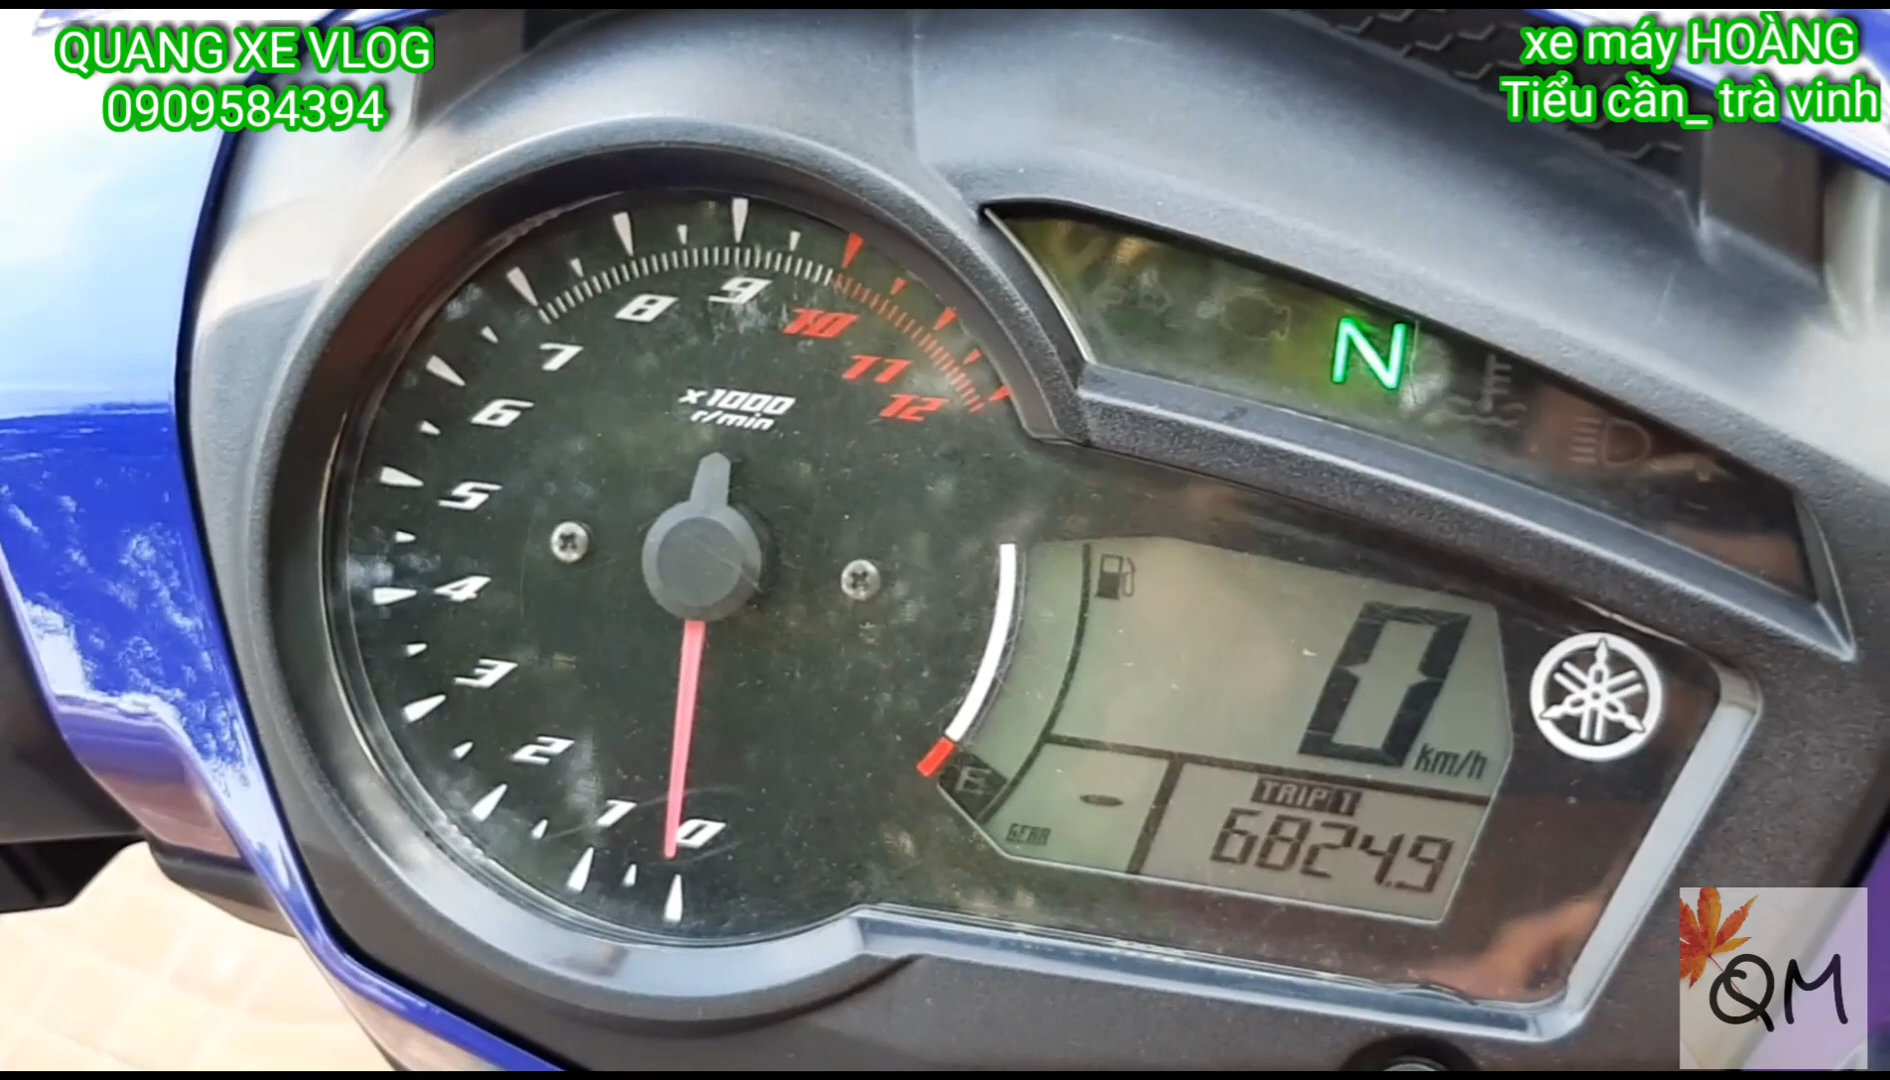 QUANG XE VLOG
0909584394
xe máy HOÀNG
Tiểu cần_ trà vinh
9
8
10
7
11
12
x1000
r/min
6
5
4
3
2
1
0
N
0
km/h
E
GEAR
-
TRIP 1
6824.9
QM